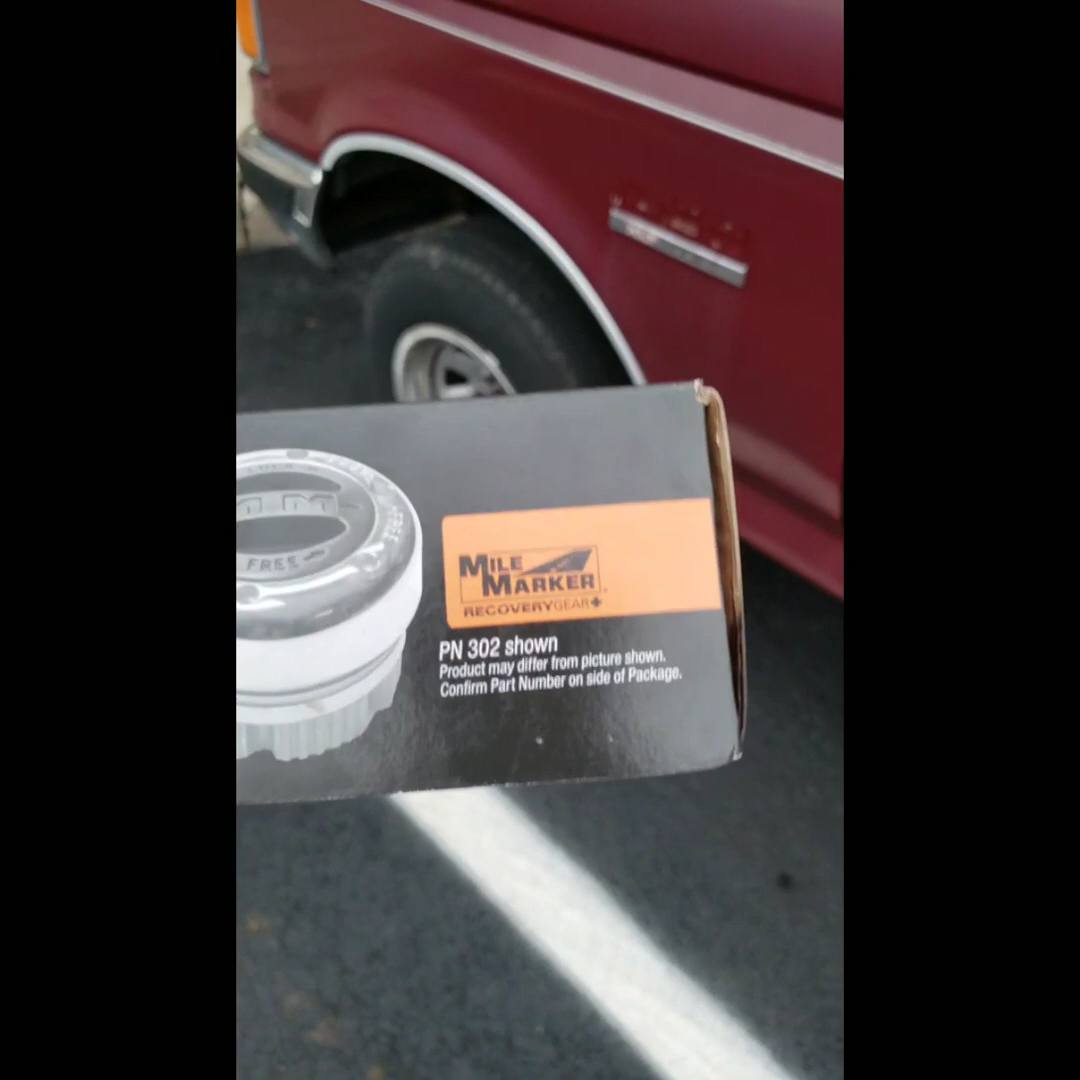 FREE
MILE
MARKER
RECOVERYGEAR+
PN 302 shown
Product may differ from picture shown.
Confirm Part Number on side of Package.